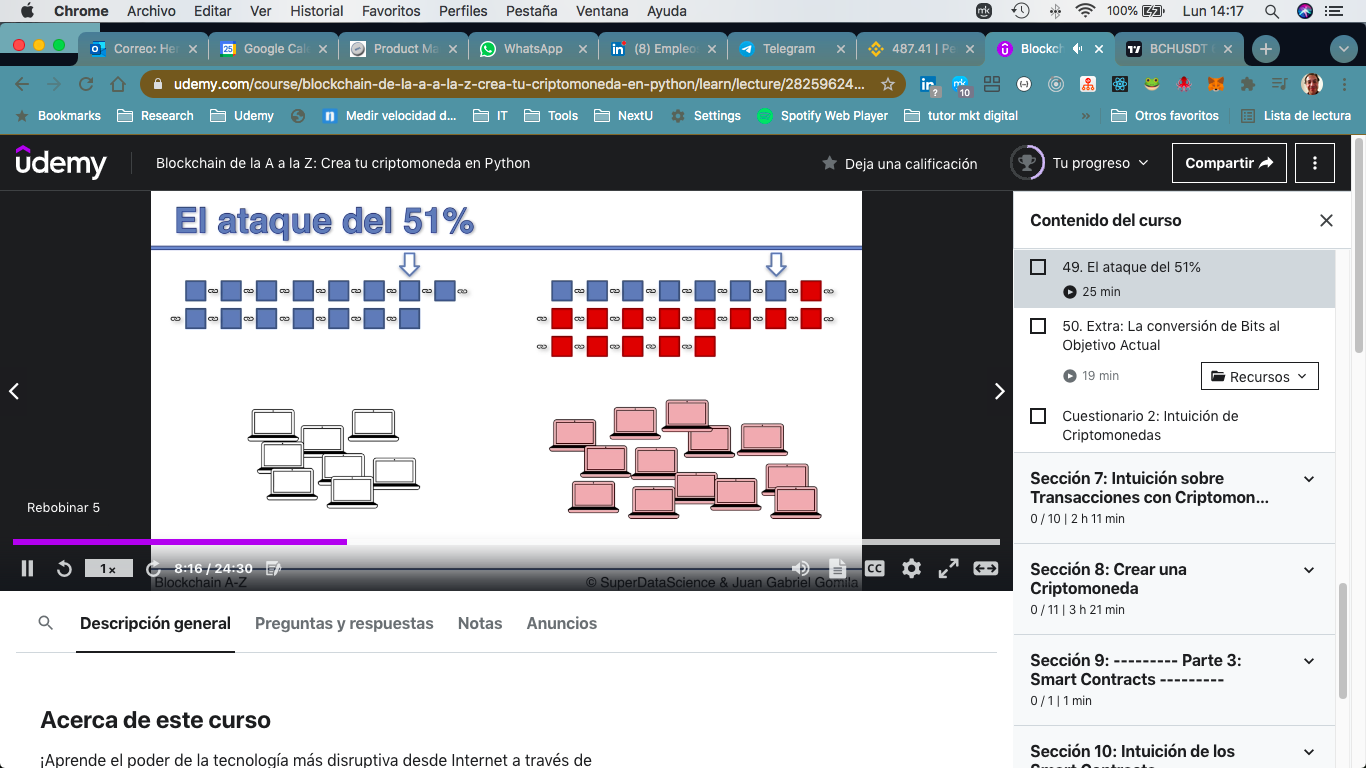 Chrome Archivo Editar Ver Historial Favoritos Perfiles Pestaña Ventana Ayuda
mk 100% Lun 14:17
Correo: Her
25 Google Cale
Product Ma
WhatsApp
(8) Empleos
Telegram
487.41 | Pe
Blockch
BCHUSDT
udemy.com/course/blockchain-de-la-a-a-la-z-crea-tu-criptomoneda-en-python/learn/lecture/28259624...
? 10
Bookmarks Research Udemy Medir velocidad d... IT Tools NextU Settings Spotify Web Player tutor mkt digital » Otros favoritos Lista de lectura
udemy
Blockchain de la A a la Z: Crea tu criptomoneda en Python
Deja una calificación
Tu progreso
Compartir
El ataque del 51%
Rebobinar 5
1x
8:16 / 24:30
CC
Blockchain A-Z
© SuperDataScience & Juan Gabriel Gomila
Contenido del curso
49. El ataque del 51%
25 min
50. Extra: La conversión de Bits al
Objetivo Actual
19 min
Recursos
Cuestionario 2: Intuición de
Criptomonedas
Sección 7: Intuición sobre
Transacciones con Criptomon...
0 / 10 | 2 h 11 min
Sección 8: Crear una
Criptomoneda
0 / 11 | 3 h 21 min
Sección 9: --------- Parte 3:
Smart Contracts ---------
0 / 1 | 1 min
Sección 10: Intuición de los
Smart Contracts
Descripción general Preguntas y respuestas Notas Anuncios
Acerca de este curso
¡Aprende el poder de la tecnología más disruptiva desde Internet a través de